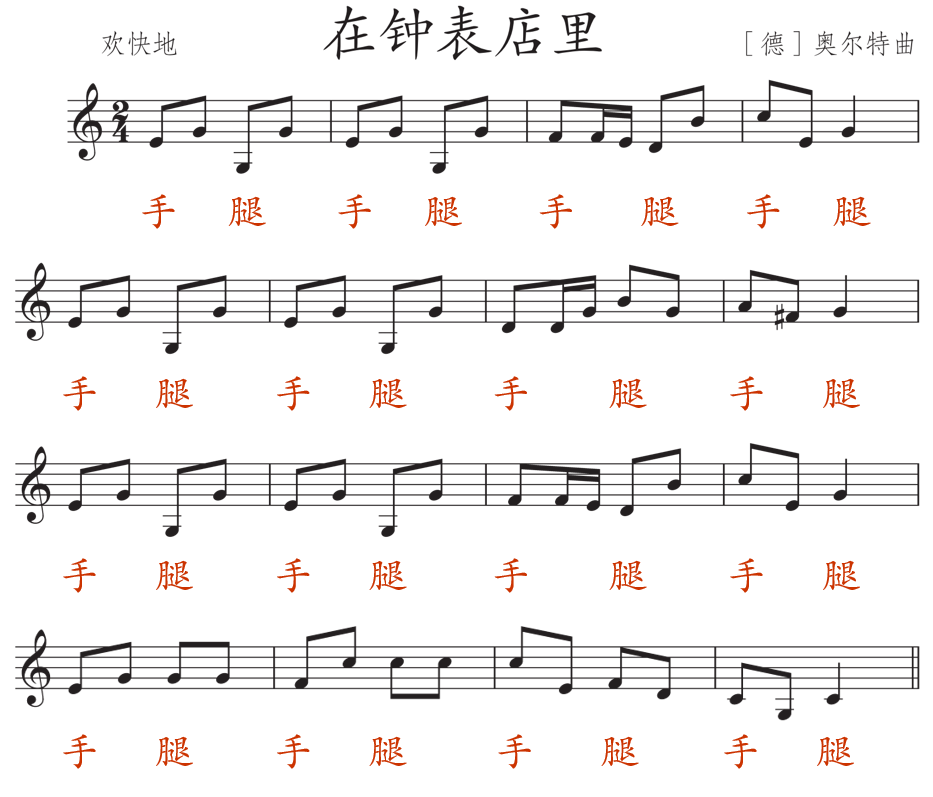 在钟表店里
欢快地
［德］奥尔特曲
2
4
手 腿 手 腿 手 腿 手 腿
手 腿 手 腿 手 腿 手 腿
手 腿 手 腿 手 腿 手 腿
手 腿 手 腿 手 腿 手 腿